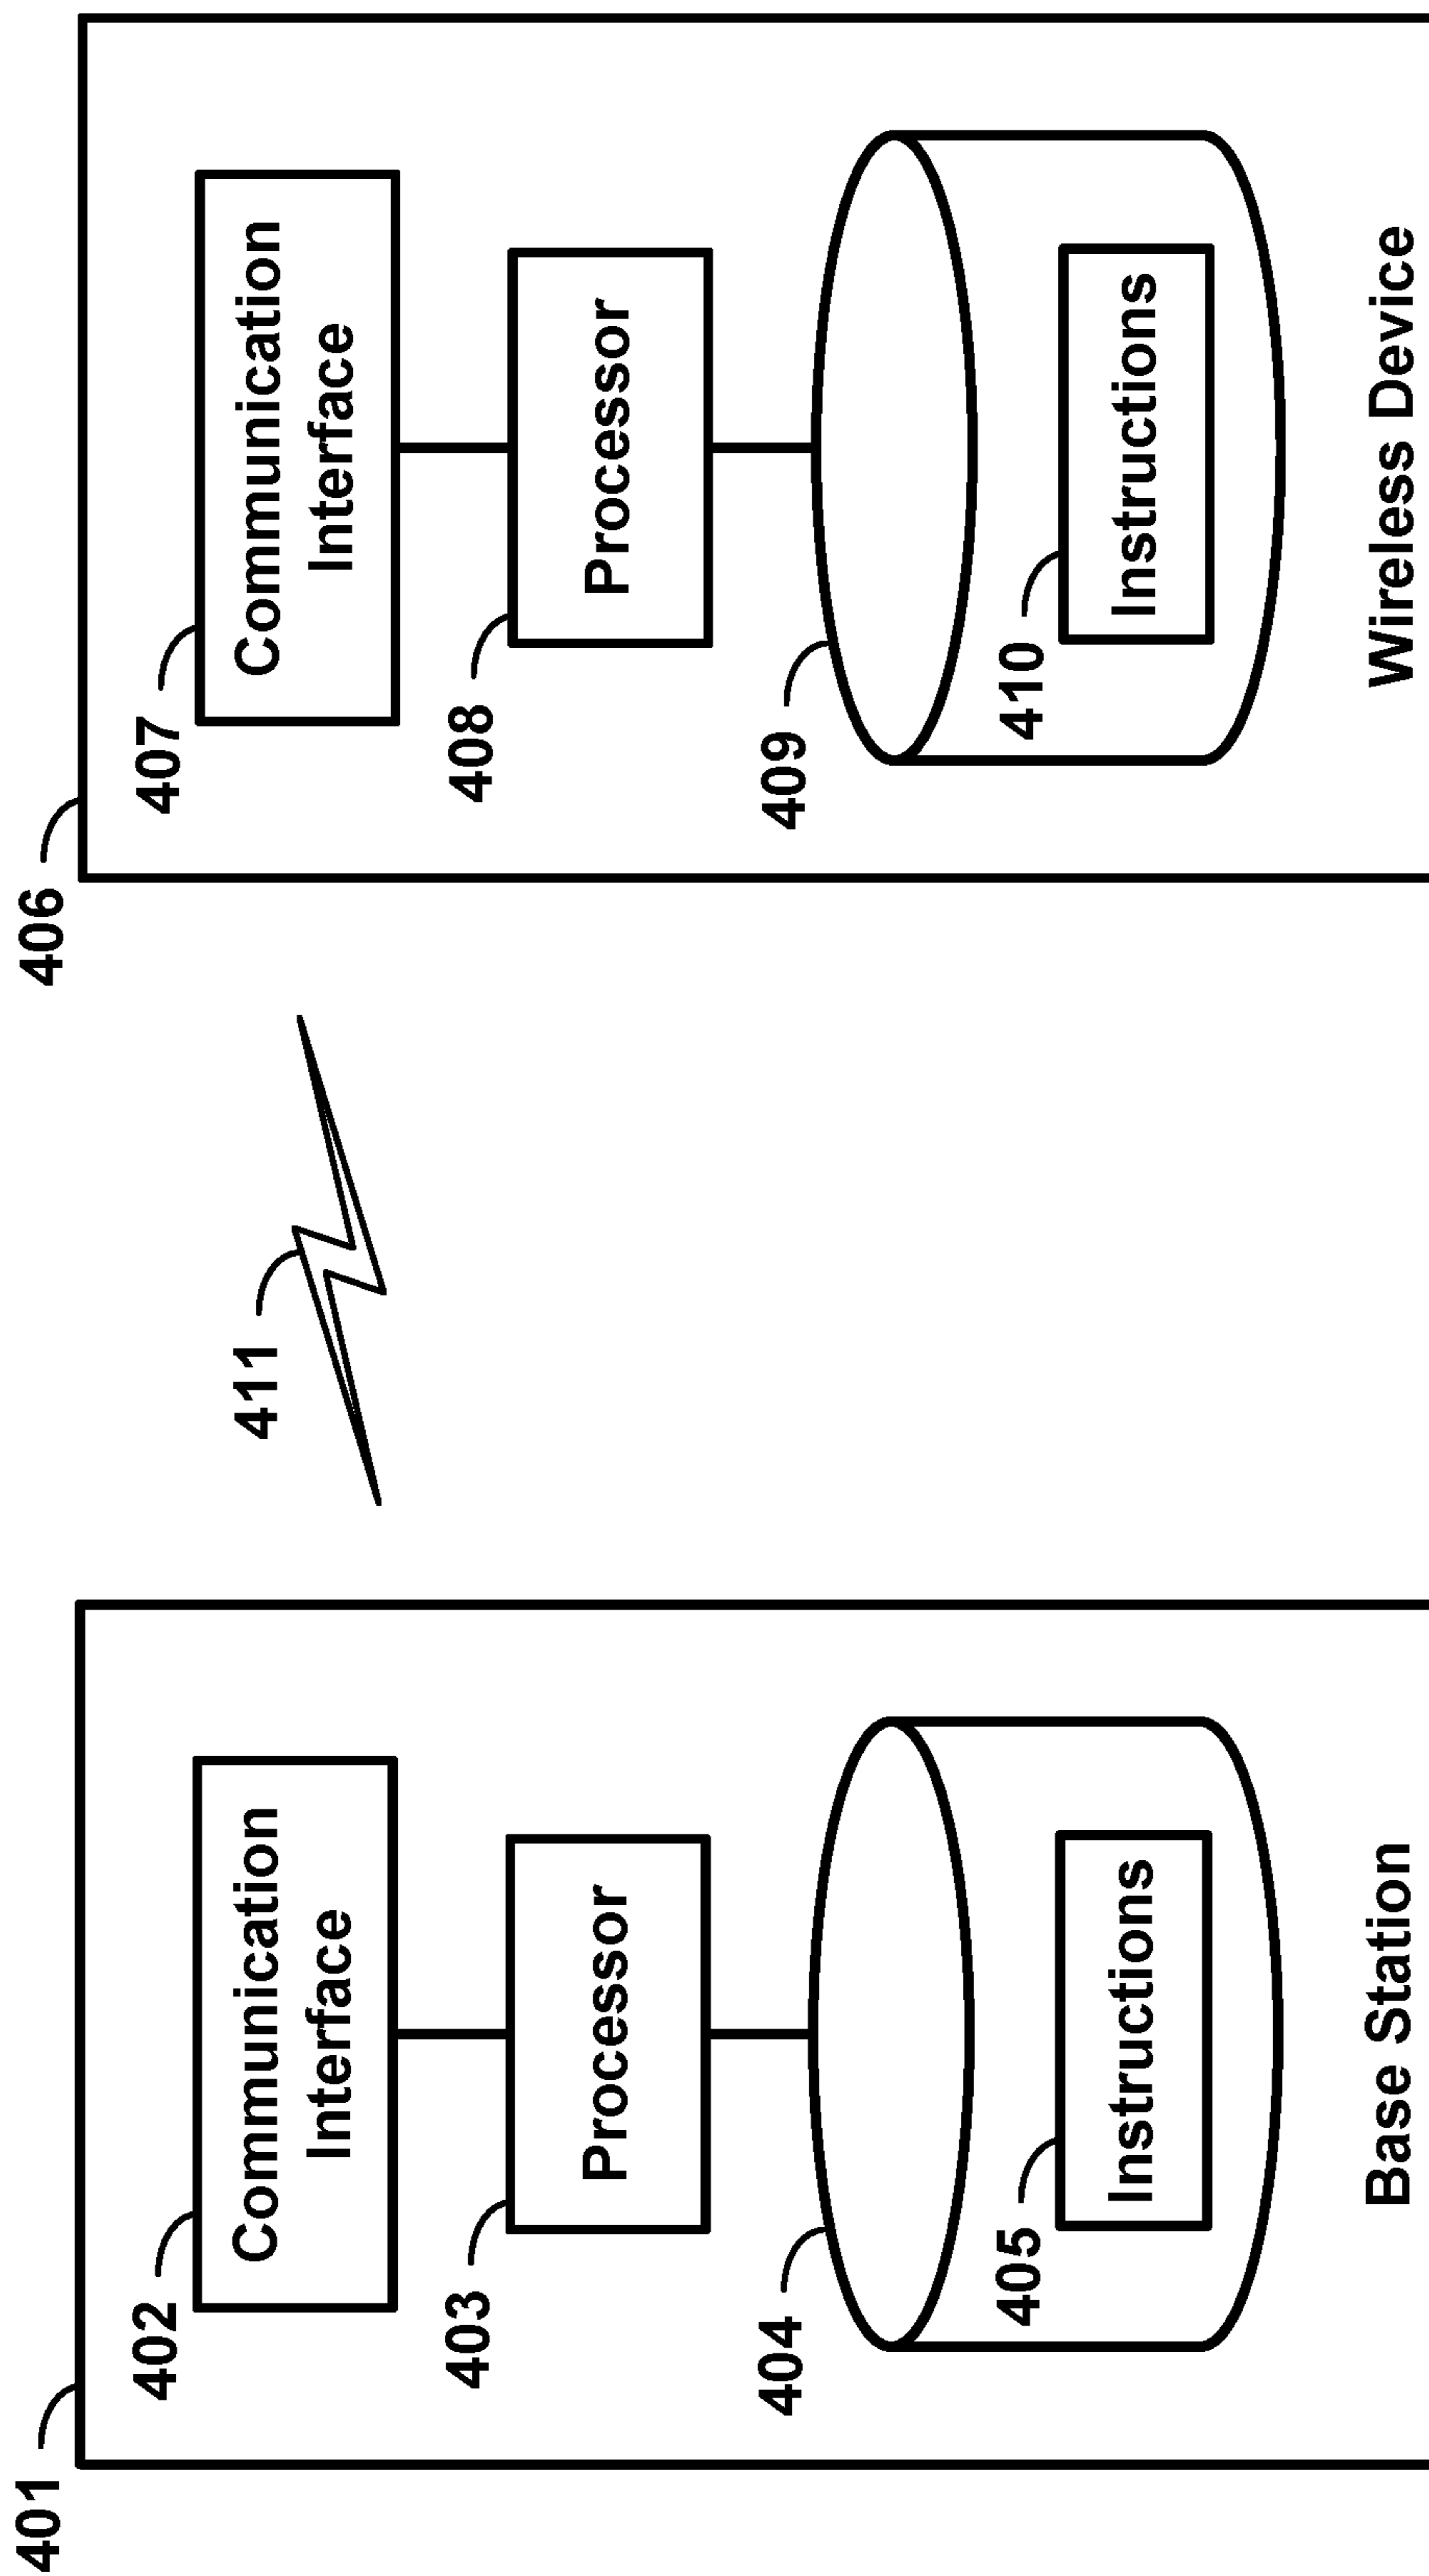 401
402
Communication
Interface
403
Processor
404
405
Instructions
Base Station
411
406
407
Communication
Interface
408
Processor
409
410
Instructions
Wireless Device